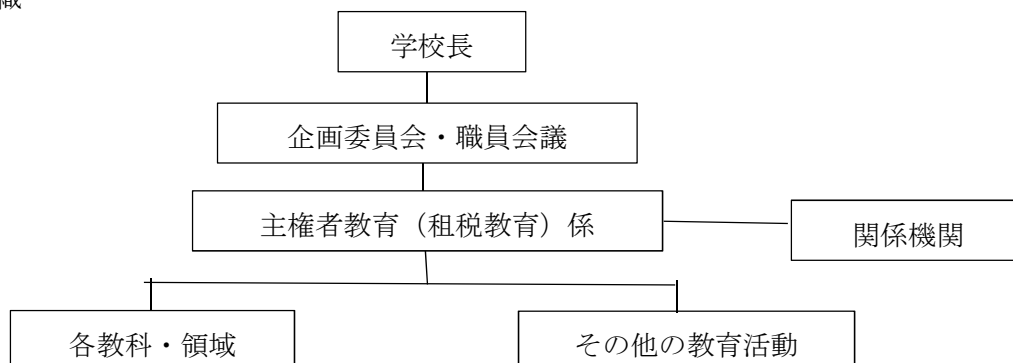 学校長
企画委員会・職員会議
主権者教育（租税教育）係
関係機関
各教科・領域
その他の教育活動